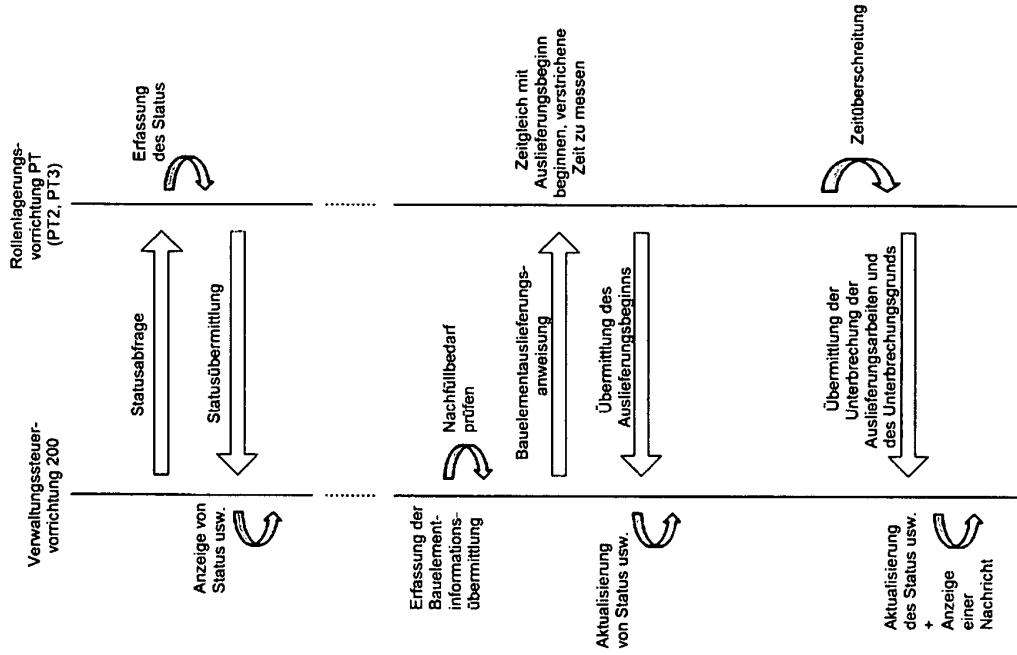 Verwaltungssteuer-
vorrichtung 200
Rollenlagerungs-
vorrichtung PT
(PT2, PT3)
Statusabfrage
Erfassung
des Status
Statusübermittlung
Anzeige von
Status usw.
Erfassung der
Bauelement-
informations-
übermittlung
Nachfüllbedarf
prüfen
Bauelementauslieferungs-
anweisung
Zeitgleich mit
Auslieferungsbeginn
beginnen, verstrichene
Zeit zu messen
Übermittlung des
Auslieferungsbeginns
Aktualisierung
von Status usw.
Zeitüberschreitung
Übermittlung der
Unterbrechung der
Auslieferungsarbeiten und
des Unterbrechungsgrunds
Aktualisierung
des Status usw.
+
Anzeige
einer
Nachricht